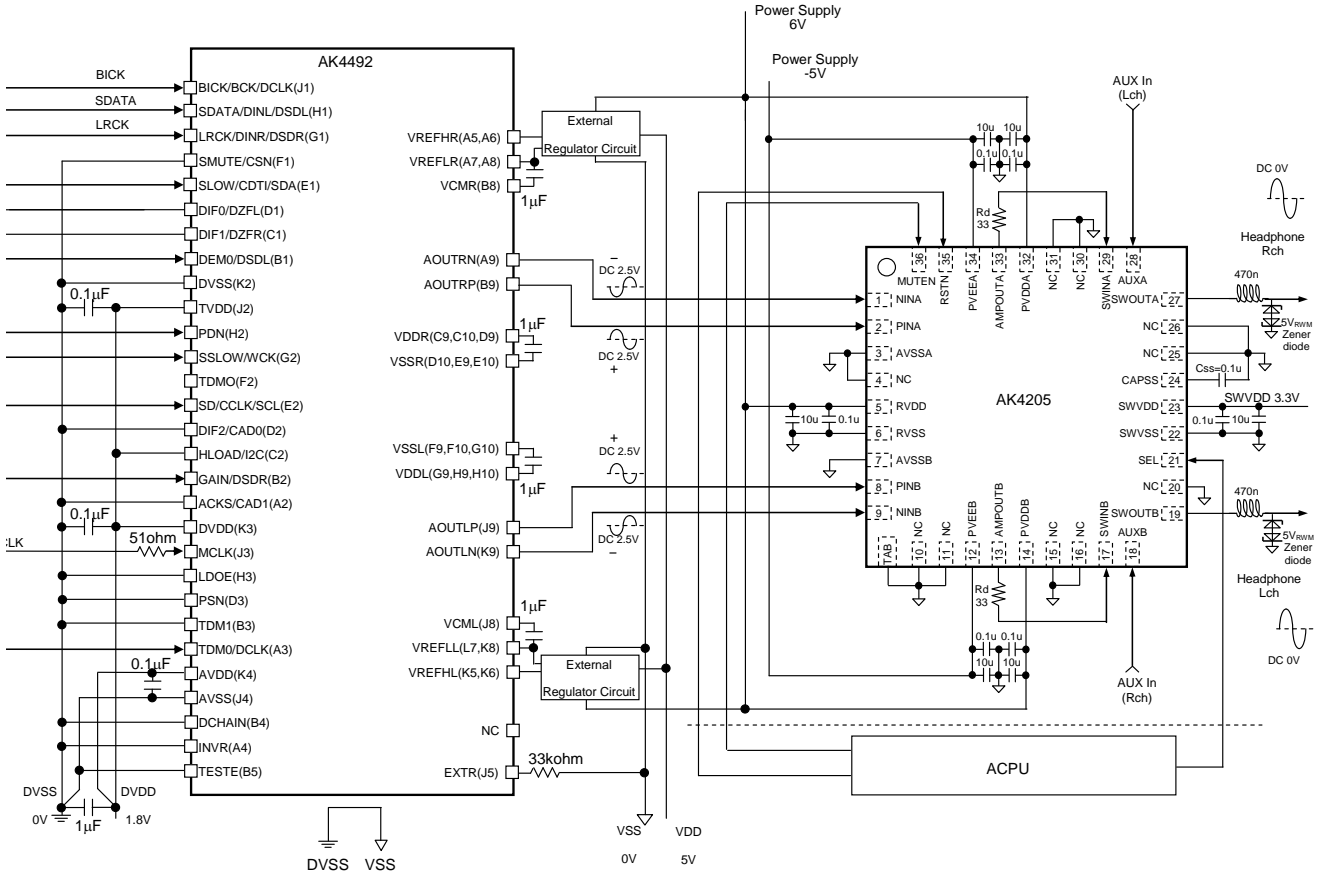 Power Supply
6V
Power Supply
-5V
AK4492
BICK
SDATA
LRCK
BICK/BCK/DCLK(J1)
SDATA/DINL/DSDL(H1)
LRCK/DINR/DSDR(G1)
SMUTE/CSN(F1)
SLOW/CDTI/SDA(E1)
DIF0/DZFL(D1)
DIF1/DZFR(C1)
DEM0/DSDL(B1)
DVSS(K2)
0.1μF
TVDD(J2)
PDN(H2)
SSLOW/WCK(G2)
TDMO(F2)
SD/CCLK/SCL(E2)
DIF2/CAD0(D2)
HLOAD/I2C(C2)
GAIN/DSDR(B2)
ACKS/CAD1(A2)
0.1μF
DVDD(K3)
CLK
51ohm
MCLK(J3)
LDOE(H3)
PSN(D3)
TDM1(B3)
TDM0/DCLK(A3)
0.1μF
AVDD(K4)
AVSS(J4)
DCHAIN(B4)
INVR(A4)
TESTE(B5)
DVSS
DVDD
0V
1μF
1.8V
DVSS VSS
VREFHR(A5,A6)
VREFLR(A7,A8)
VCMR(B8)
1μF
External
Regulator Circuit
AOUTRN(A9)
AOUTRP(B9)
−
DC 2.5V
DC 2.5V
+
VDDR(C9,C10,D9)
1μF
VSSR(D10,E9,E10)
VSSL(F9,F10,G10)
VDDL(G9,H9,H10)
1μF
+
DC 2.5V
DC 2.5V
−
AOUTLP(J9)
AOUTLN(K9)
1μF
VCML(J8)
VREFLL(L7,K8)
VREFHL(K5,K6)
External
Regulator Circuit
NC
EXTR(J5)
33kohm
VSS VDD
0V 5V
AUX In
(Lch)
10u 10u
0.1u 0.1u
Rd
33
36 35 34 33 32 31 30 29 28
MUTEN RSTN PVEEA AMPOUTA PVDDA NC NC SWINA AUXA
AK4205
1 NINA
2 PINA
3 AVSSA
4 NC
5 RVDD
6 RVSS
7 AVSSB
8 PINB
9 NINB
10u 0.1u
SWOUTA 27
NC 26
NC 25
CAPSS 24
SWVDD 23
SWVSS 22
SEL 21
NC 20
SWOUTB 19
TAB NC NC PVEEB AMPOUTB PVDDB NC NC SWINB AUXB
10 11 12 13 14 15 16 17 18
Css=0.1u
SWVDD 3.3V
0.1u 10u
DC 0V
Headphone
Rch
470n
5VRWM
Zener
diode
470n
5VRWM
Zener
diode
Headphone
Lch
DC 0V
Rd
33
0.1u 0.1u
10u 10u
AUX In
(Rch)
ACPU